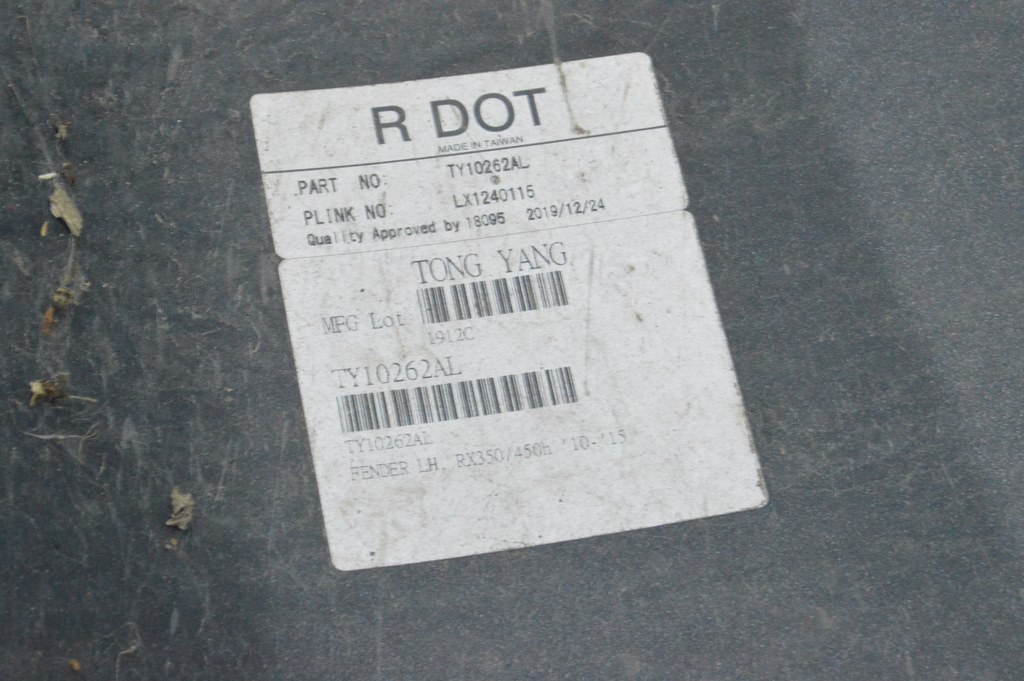 R DOT
MADE IN TAIWAN
PART NO: TY10262AL
@
PLINK NO: LX1240115
Quality Approved by 18095 2019/12/24
TONG YANG
MFG Lot
1912C
TY10262AL
TY10262AL
FENDER LH, RX350/450h '10-'15